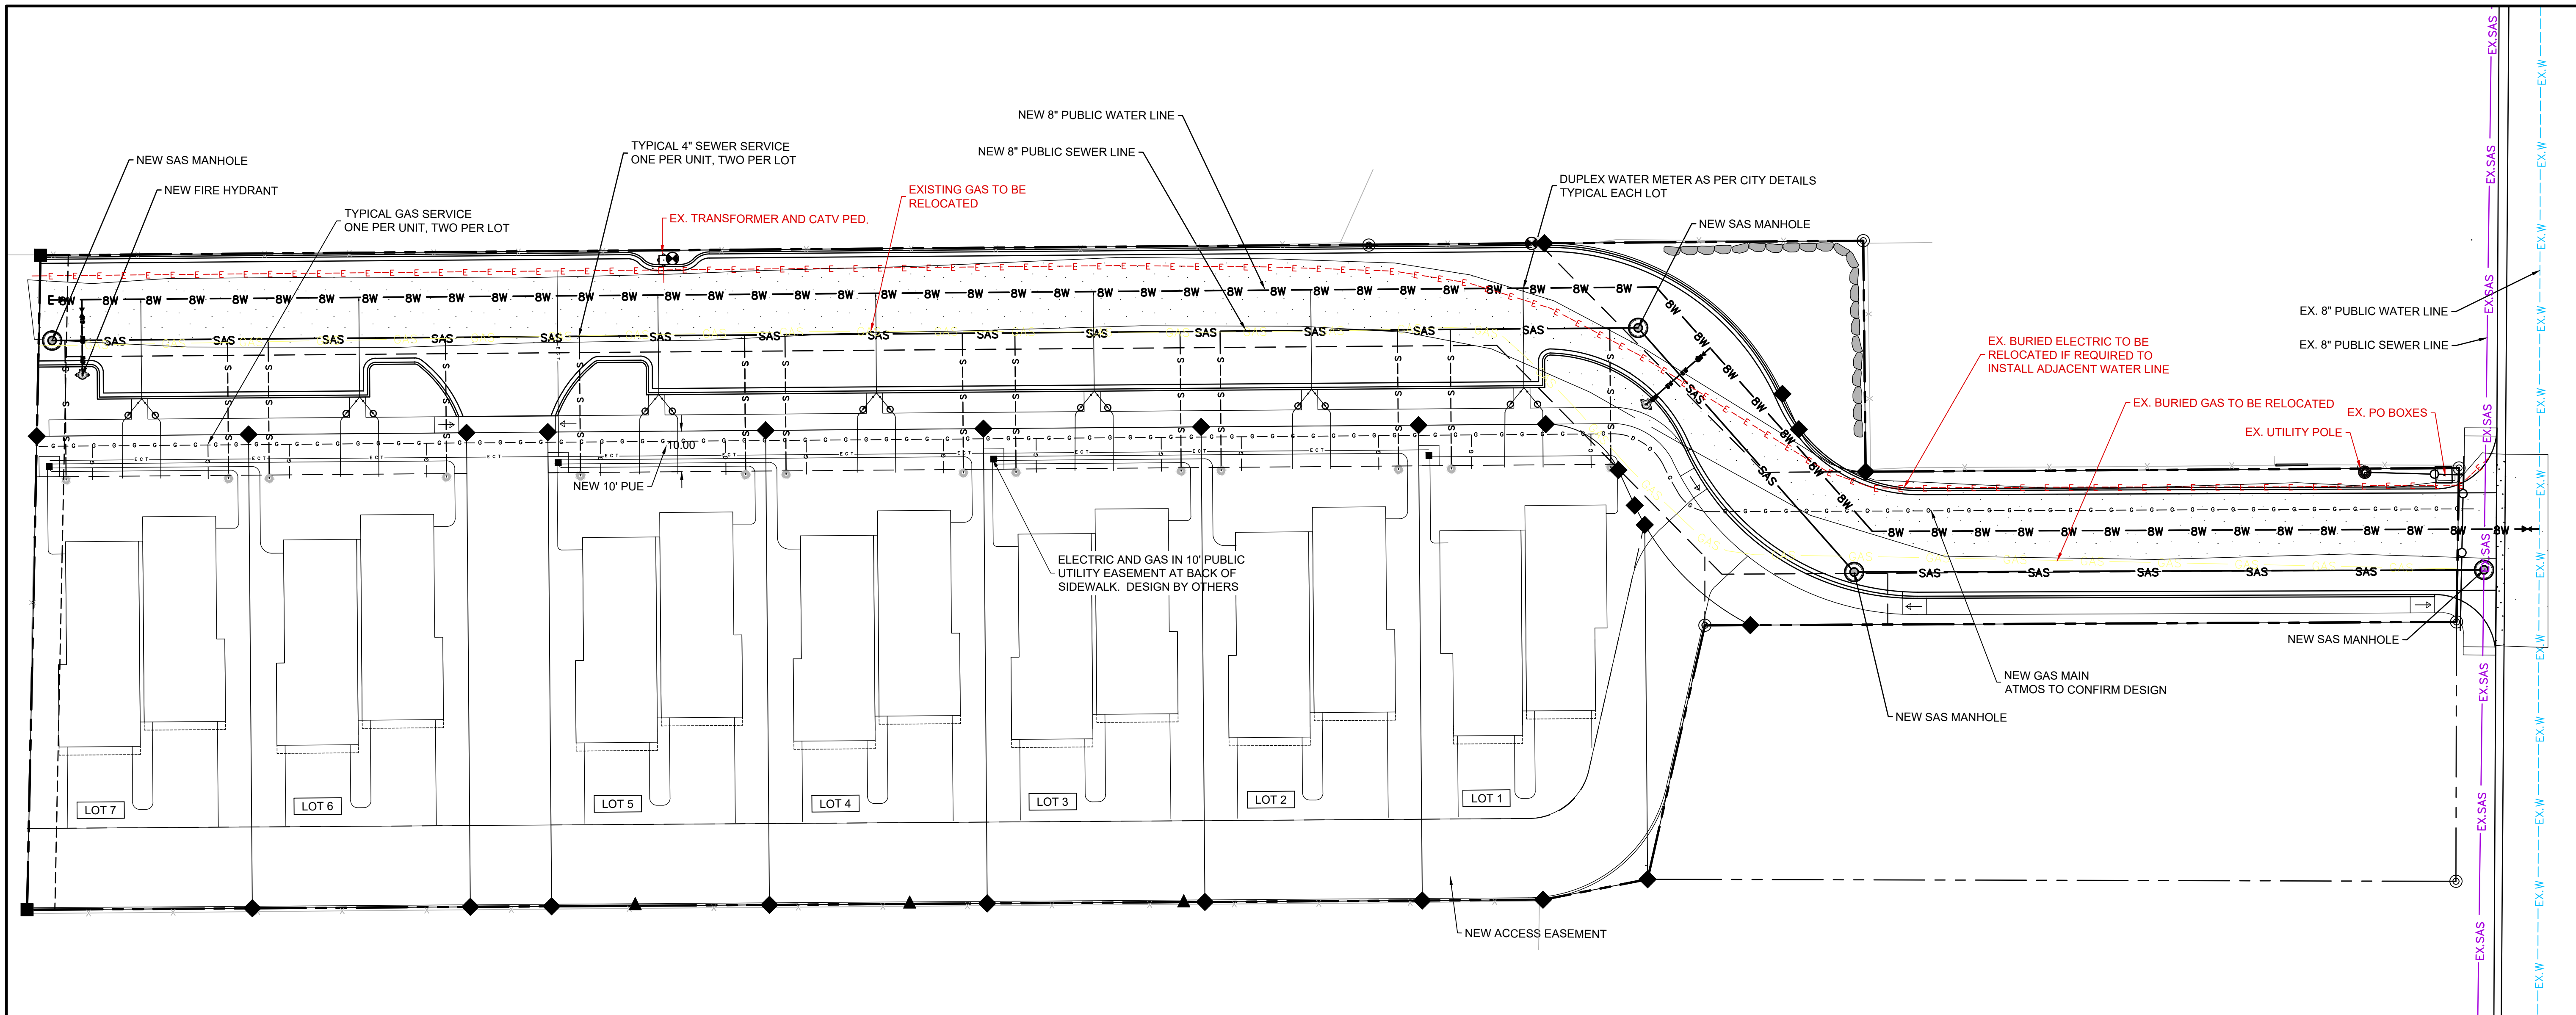 NEW 8" PUBLIC WATER LINE
NEW 8" PUBLIC SEWER LINE
TYPICAL 4" SEWER SERVICE
ONE PER UNIT, TWO PER LOT
NEW SAS MANHOLE
NEW FIRE HYDRANT
TYPICAL GAS SERVICE
ONE PER UNIT, TWO PER LOT
EX. TRANSFORMER AND CATV PED.
EXISTING GAS TO BE
RELOCATED
DUPLEX WATER METER AS PER CITY DETAILS
TYPICAL EACH LOT
NEW SAS MANHOLE
EX. 8" PUBLIC WATER LINE
EX. 8" PUBLIC SEWER LINE
EX. BURIED ELECTRIC TO BE
RELOCATED IF REQUIRED TO
INSTALL ADJACENT WATER LINE
EX. BURIED GAS TO BE RELOCATED
EX. PO BOXES
EX. UTILITY POLE
10.00
NEW 10' PUE
ELECTRIC AND GAS IN 10' PUBLIC
UTILITY EASEMENT AT BACK OF
SIDEWALK. DESIGN BY OTHERS
NEW SAS MANHOLE
NEW GAS MAIN
ATMOS TO CONFIRM DESIGN
NEW SAS MANHOLE
LOT 7
LOT 6
LOT 5
LOT 4
LOT 3
LOT 2
LOT 1
NEW ACCESS EASEMENT
EX.SAS
EX.W
8W
SAS
GAS
ECT
E
G
S